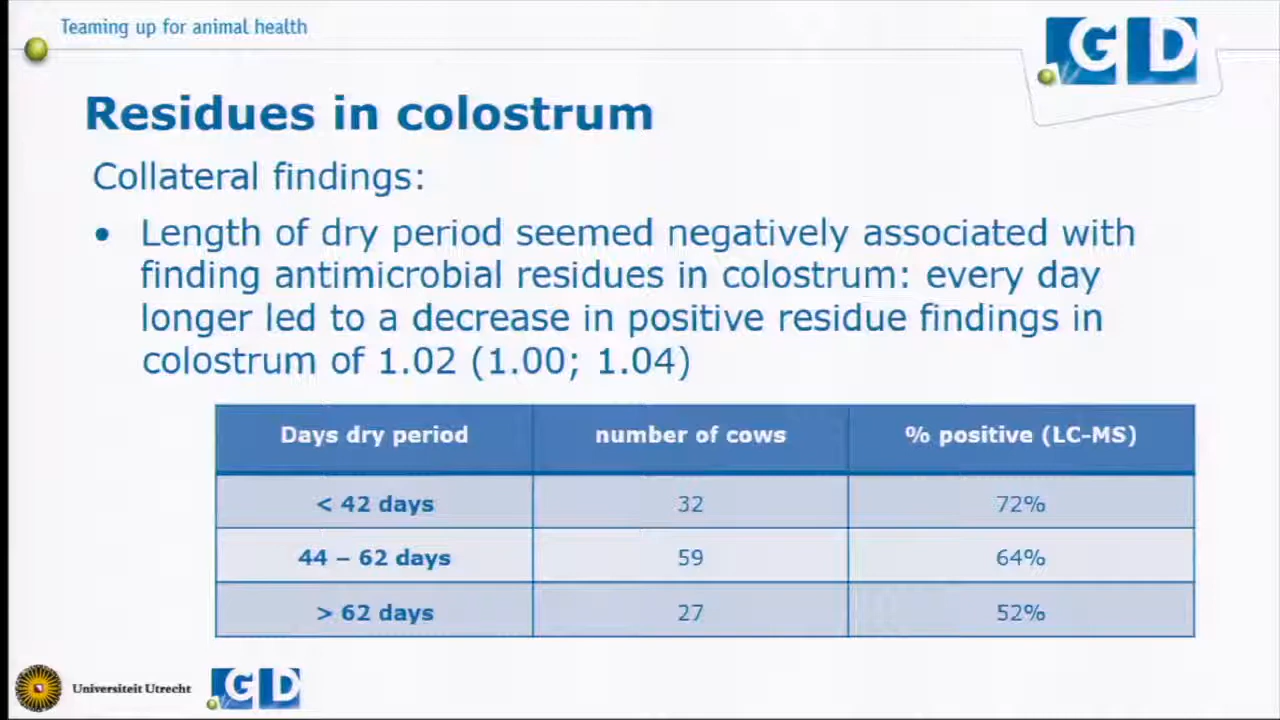 Teaming up for animal health
GD
Residues in colostrum
Collateral findings:
• Length of dry period seemed negatively associated with
finding antimicrobial residues in colostrum: every day
longer led to a decrease in positive residue findings in
colostrum of 1.02 (1.00; 1.04)
Days dry period number of cows % positive (LC-MS)
< 42 days 32 72%
44 – 62 days 59 64%
> 62 days 27 52%
Universiteit Utrecht GD